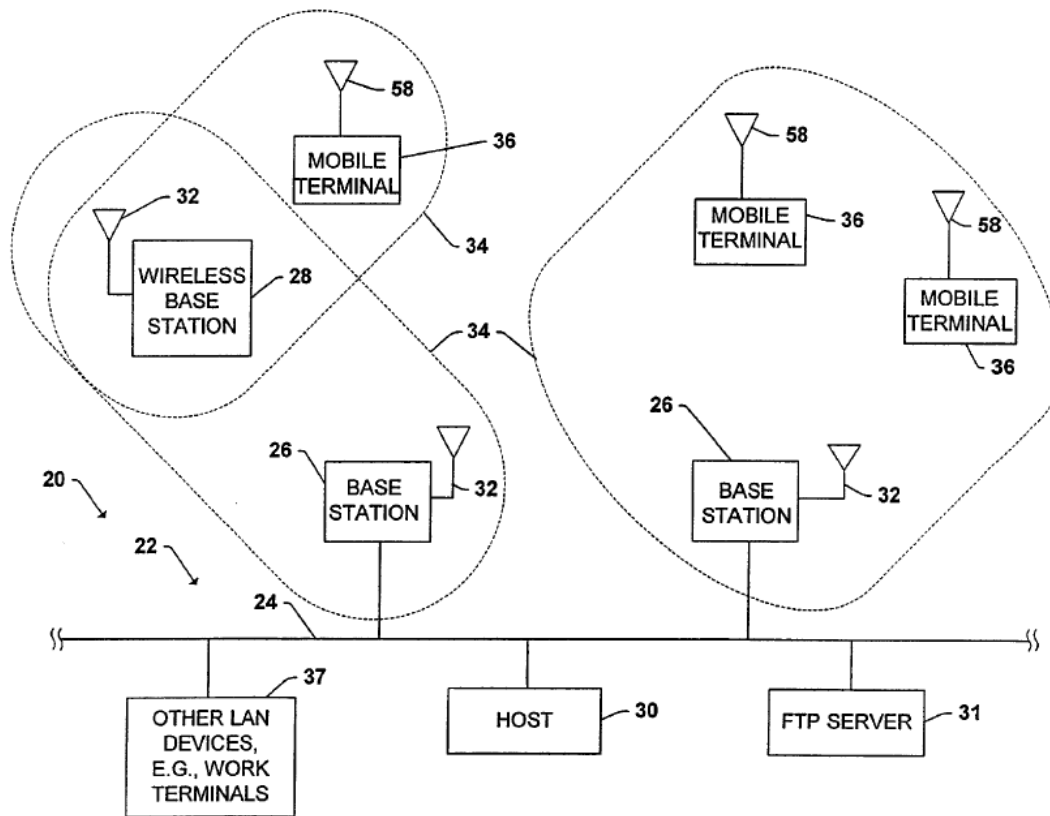 58
MOBILE
TERMINAL
36
58
MOBILE
TERMINAL
36
58
MOBILE
TERMINAL
36
32
WIRELESS
BASE
STATION
28
34
34
26
BASE
STATION
32
26
BASE
STATION
32
20
22
24
37
OTHER LAN
DEVICES,
E.G., WORK
TERMINALS
HOST
30
FTP SERVER
31